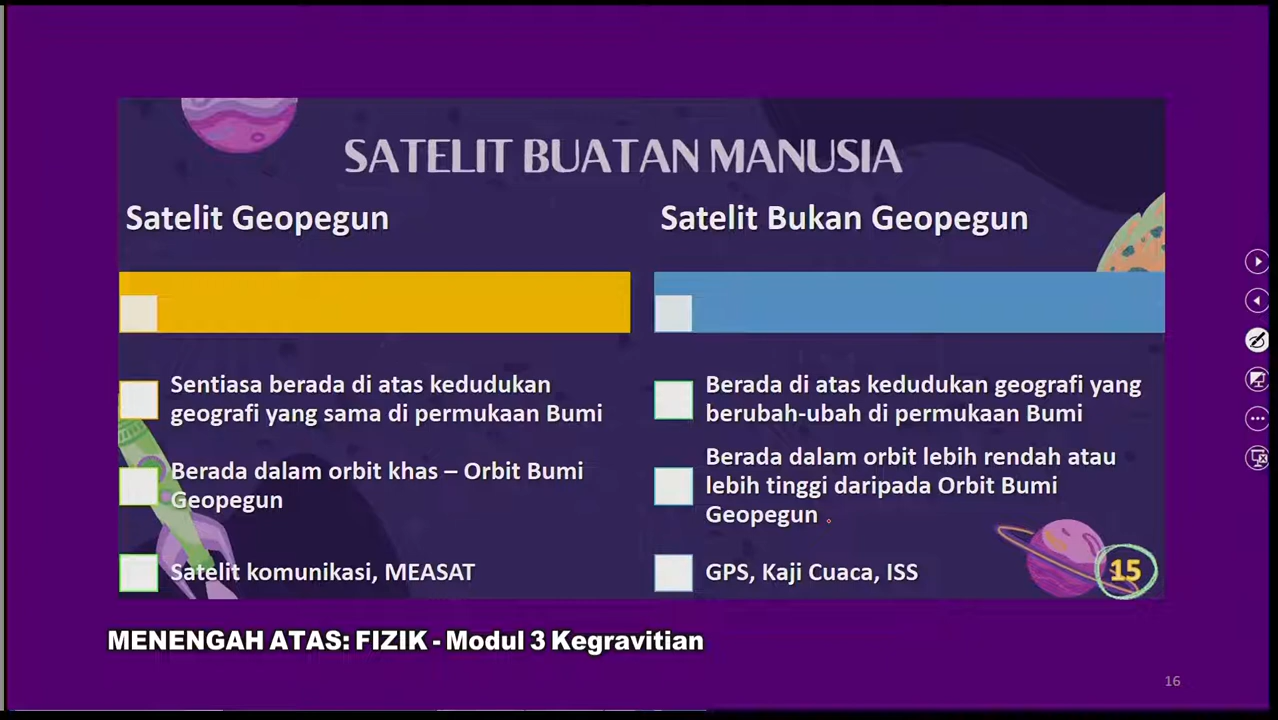 SATELIT BUATAN MANUSIA
Satelit Geopegun
Sentiasa berada di atas kedudukan
geografi yang sama di permukaan Bumi
Berada dalam orbit khas – Orbit Bumi
Geopegun
Satelit komunikasi, MEASAT
Satelit Bukan Geopegun
Berada di atas kedudukan geografi yang
berubah-ubah di permukaan Bumi
Berada dalam orbit lebih rendah atau
lebih tinggi daripada Orbit Bumi
Geopegun
GPS, Kaji Cuaca, ISS
15
MENENGAH ATAS: FIZIK - Modul 3 Kegravitian
16